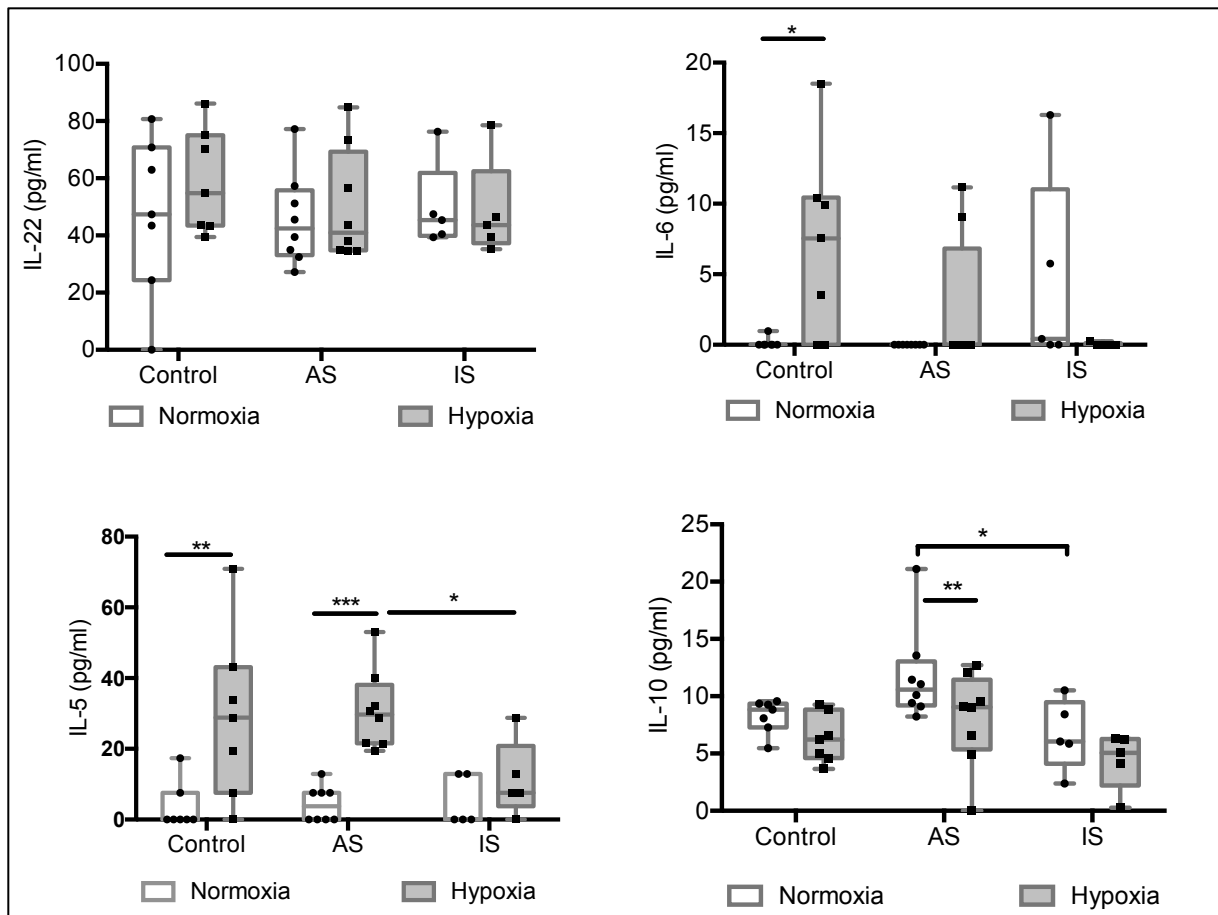 100
80
60
40
20
0
IL-22 (pg/ml)
Control AS IS
Normoxia Hypoxia
*
20
15
10
5
0
IL-6 (pg/ml)
Control AS IS
Normoxia Hypoxia
80
60
40
20
0
IL-5 (pg/ml)
**
***
*
Control AS IS
Normoxia Hypoxia
25
20
15
10
5
0
IL-10 (pg/ml)
*
**
Control AS IS
Normoxia Hypoxia